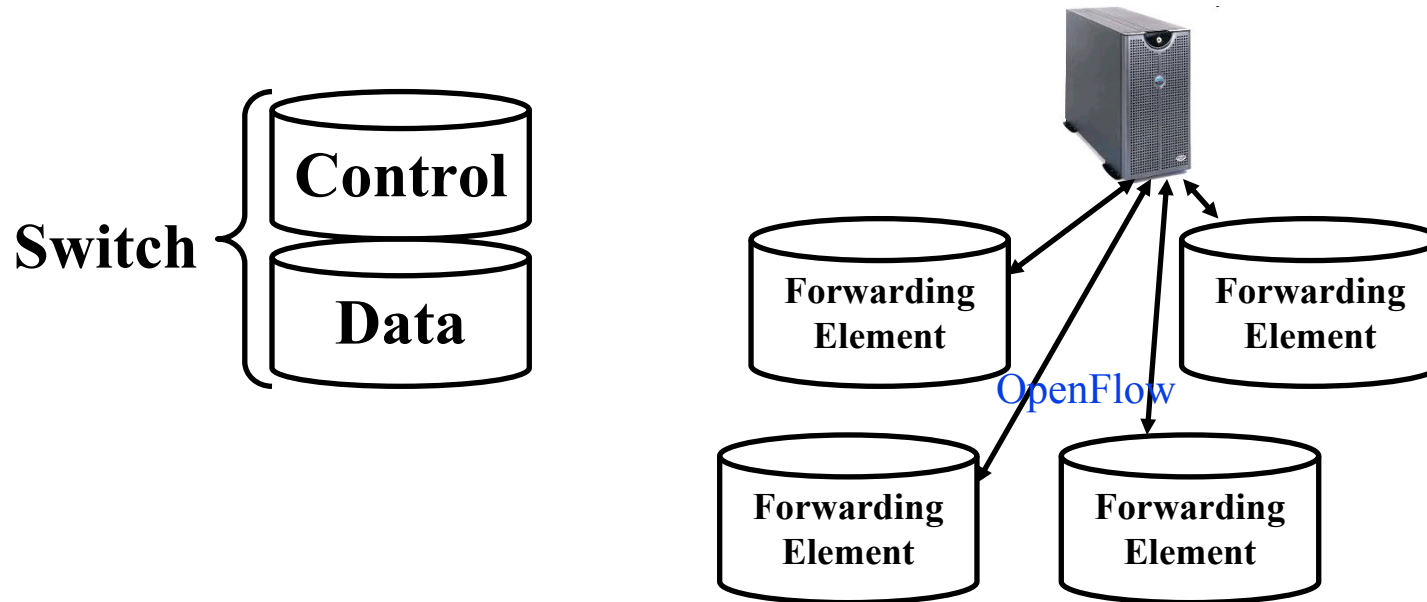 Control
Switch
Data
Forwarding
Element
Forwarding
Element
OpenFlow
Forwarding
Element
Forwarding
Element